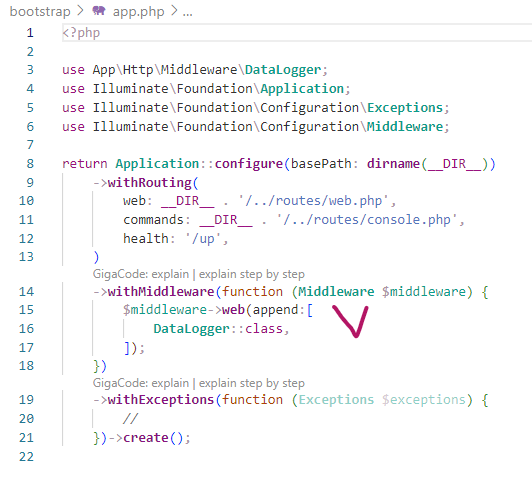 bootstrap > app.php > ...
1 <?php
2
3 use App\Http\Middleware\DataLogger;
4 use Illuminate\Foundation\Application;
5 use Illuminate\Foundation\Configuration\Exceptions;
6 use Illuminate\Foundation\Configuration\Middleware;
7
8 return Application::configure(basePath: dirname(__DIR__))
9     ->withRouting(
10         web: __DIR__ . '/../routes/web.php',
11         commands: __DIR__ . '/../routes/console.php',
12         health: '/up',
13     )
GigaCode: explain | explain step by step
14     ->withMiddleware(function (Middleware $middleware) {
15         $middleware->web(append:[
16             DataLogger::class,
17         ]);
18     })
GigaCode: explain | explain step by step
19     ->withExceptions(function (Exceptions $exceptions) {
20         //
21     })->create();
22